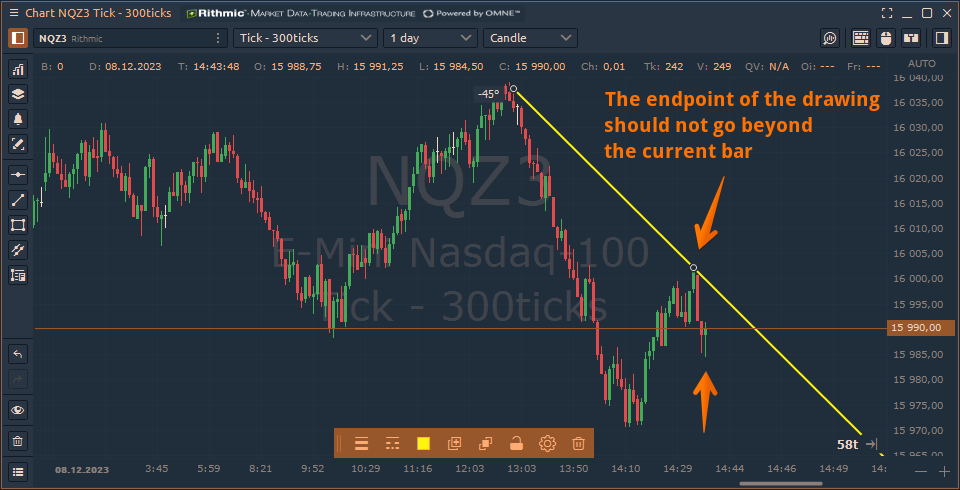 Chart NQZ3 Tick - 300ticks
Rithmic™-Market Data-Trading Infrastructure
Powered by OMNE™
NQZ3 Rithmic
Tick - 300ticks
1 day
Candle
B: 0 D: 08.12.2023 T: 14:43:48 O: 15 988,75 H: 15 991,25 L: 15 984,50 C: 15 990,00 Ch: 0,01 Tk: 242 V: 249 QV: N/A Oi: --- Fr: ---
AUTO
16 040,00
-45°
The endpoint of the drawing
should not go beyond
the current bar
16 035,00
16 030,00
16 025,00
16 020,00
16 015,00
16 010,00
16 005,00
16 000,00
15 995,00
15 990,00
15 985,00
15 980,00
15 975,00
15 970,00
15 965,00
NQZ3
E-Mini Nasdaq-100
Tick - 300ticks
58t
08.12.2023 3:45 5:59 8:21 9:52 10:29 11:16 12:03 13:03 13:50 14:10 14:29 14:44 14:46 14:49 14: